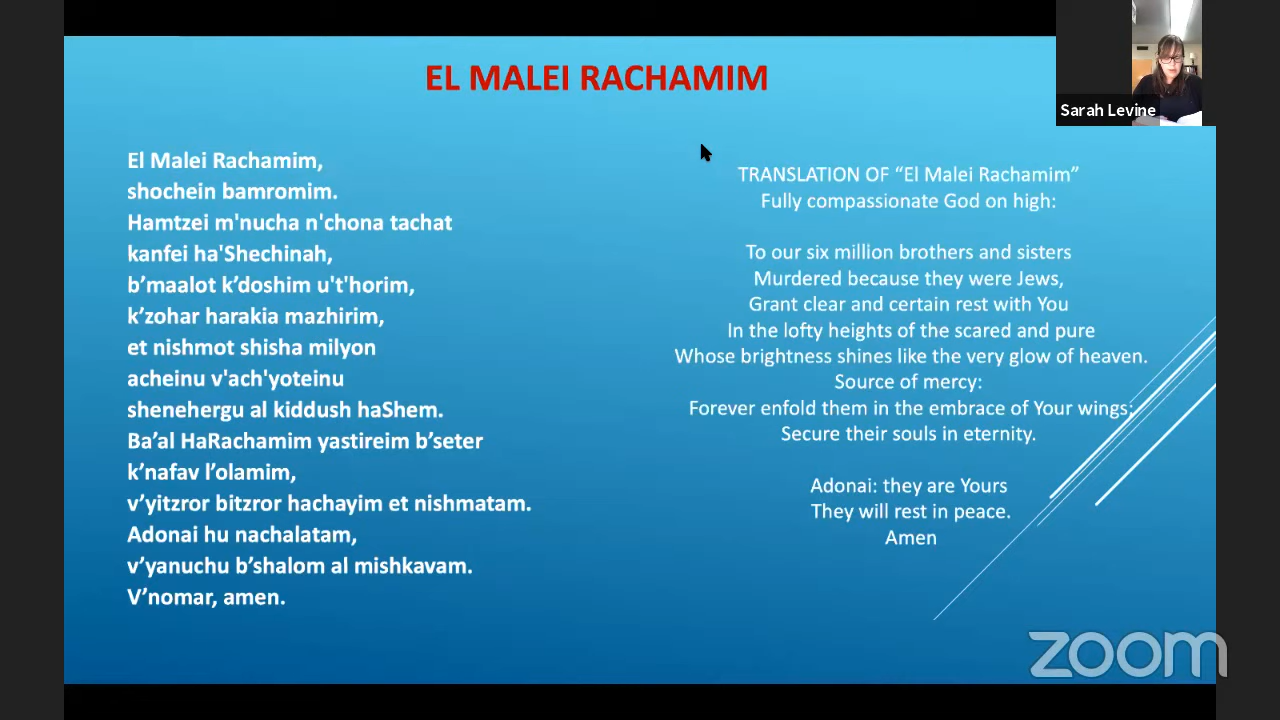 EL MALEI RACHAMIM
Sarah Levine
El Malei Rachamim,
shochein bamromim.
Hamtzei m'nucha n'chona tachat
kanfei ha'Shechinah,
b’maalot k’doshim u't'horim,
k’zohar harakia mazhirim,
et nishmot shisha milyon
acheinu v'ach'yoteinu
shenehergu al kiddush haShem.
Ba’al HaRachamim yastireim b’seter
k’nafav l’olamim,
v’yitzror bitzror hachayim et nishmatam.
Adonai hu nachalatam,
v’yanuchu b’shalom al mishkavam.
V’nomar, amen.
TRANSLATION OF “El Malei Rachamim”
Fully compassionate God on high:
To our six million brothers and sisters
Murdered because they were Jews,
Grant clear and certain rest with You
In the lofty heights of the scared and pure
Whose brightness shines like the very glow of heaven.
Source of mercy:
Forever enfold them in the embrace of Your wings;
Secure their souls in eternity.
Adonai: they are Yours
They will rest in peace.
Amen
zoom